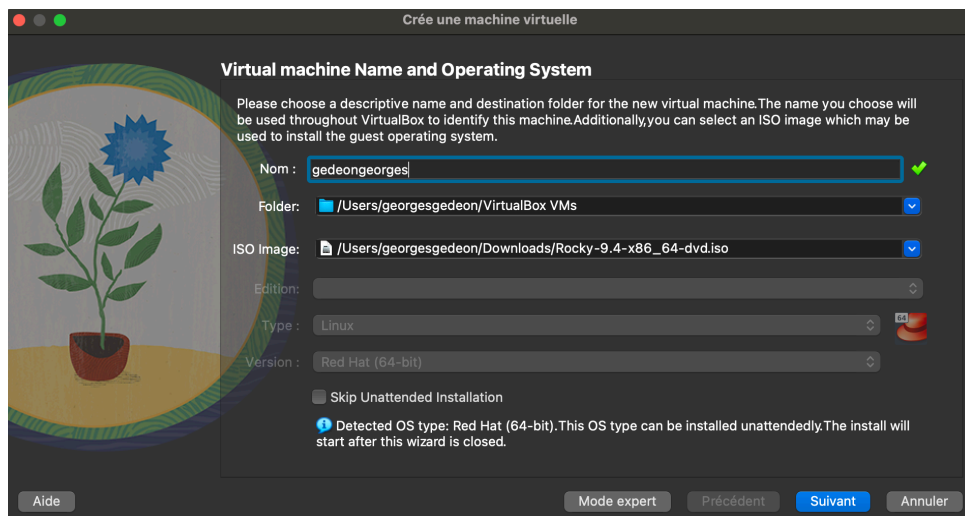 Crée une machine virtuelle
Virtual machine Name and Operating System
Please choose a descriptive name and destination folder for the new virtual machine.The name you choose will
be used throughout VirtualBox to identify this machine.Additionally,you can select an ISO image which may be
used to install the guest operating system.
Nom : gedeongeorges
Folder: /Users/georgesgedeon/VirtualBox VMs
ISO Image: /Users/georgesgedeon/Downloads/Rocky-9.4-x86_64-dvd.iso
Edition:
Type : Linux 64
Version : Red Hat (64-bit)
Skip Unattended Installation
Detected OS type: Red Hat (64-bit).This OS type can be installed unattendedly.The install will
start after this wizard is closed.
Aide Mode expert Précédent Suivant Annuler